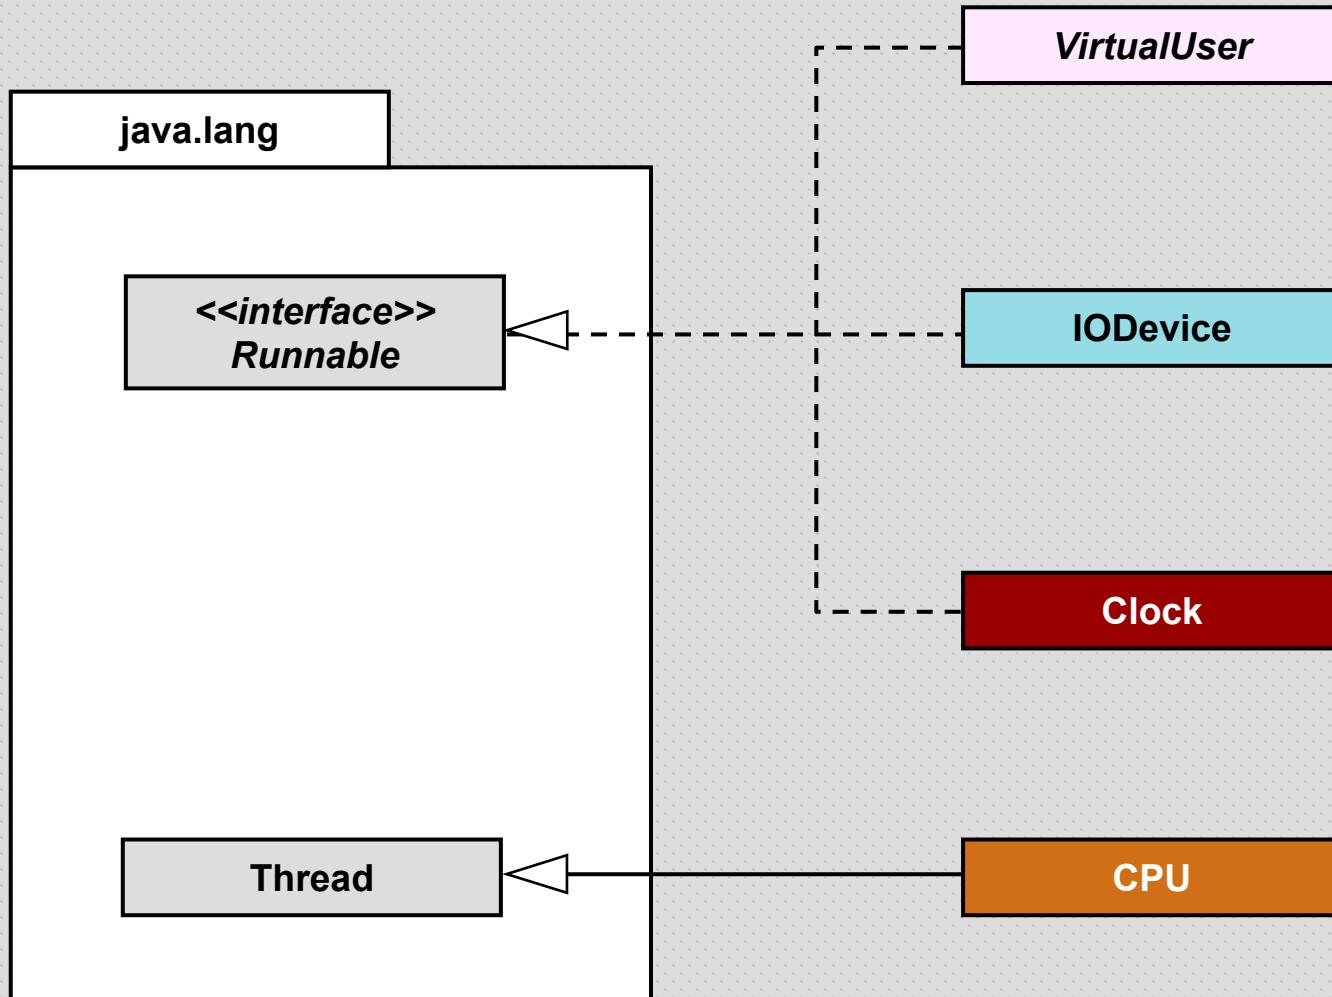 VirtualUser
java.lang
<<interface>>
Runnable
IODevice
Clock
Thread
CPU